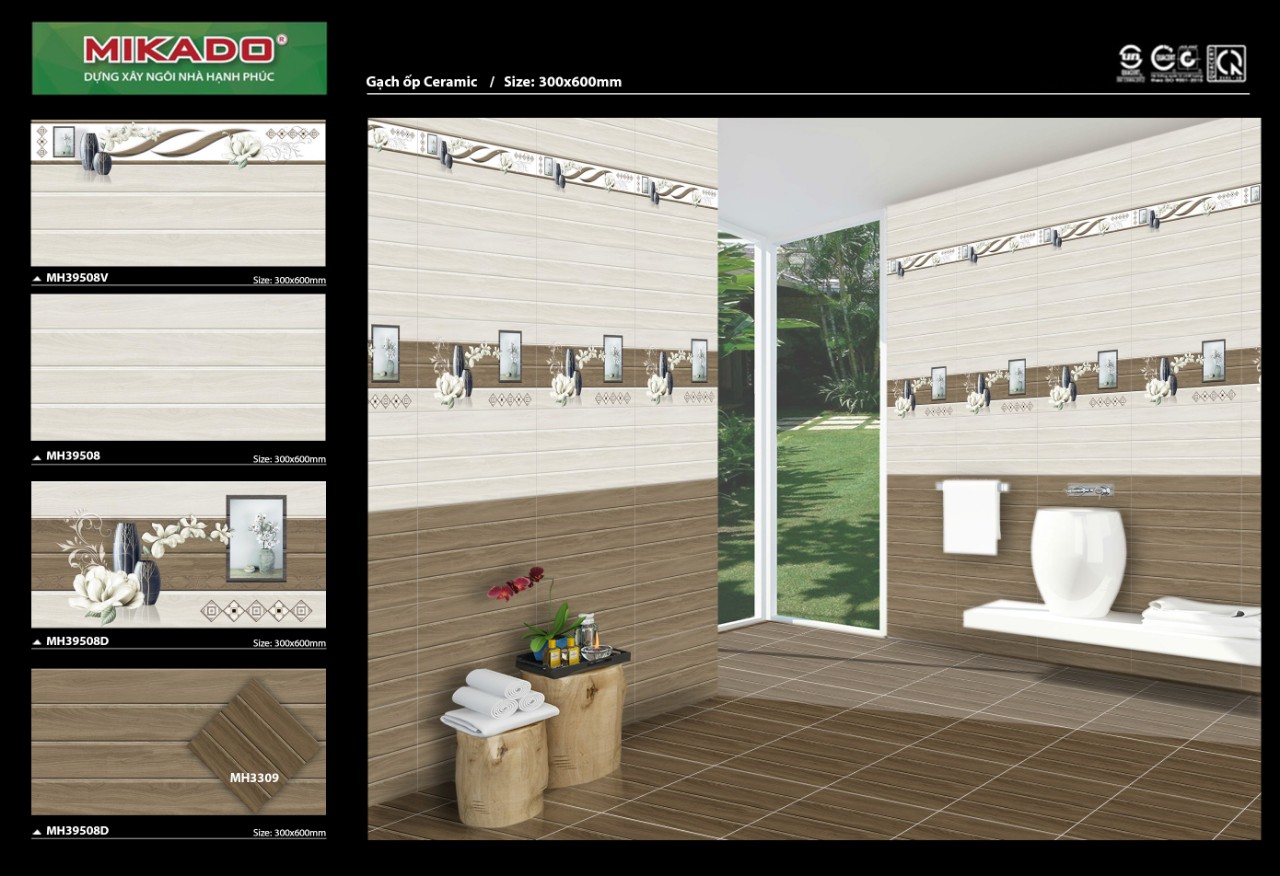 MIKADO®
DỰNG XÂY NGÔI NHÀ HẠNH PHÚC
Gạch ốp Ceramic / Size: 300x600mm
MH39508V Size: 300x600mm
MH39508 Size: 300x600mm
MH39508D Size: 300x600mm
MH3309
MH39508D Size: 300x600mm